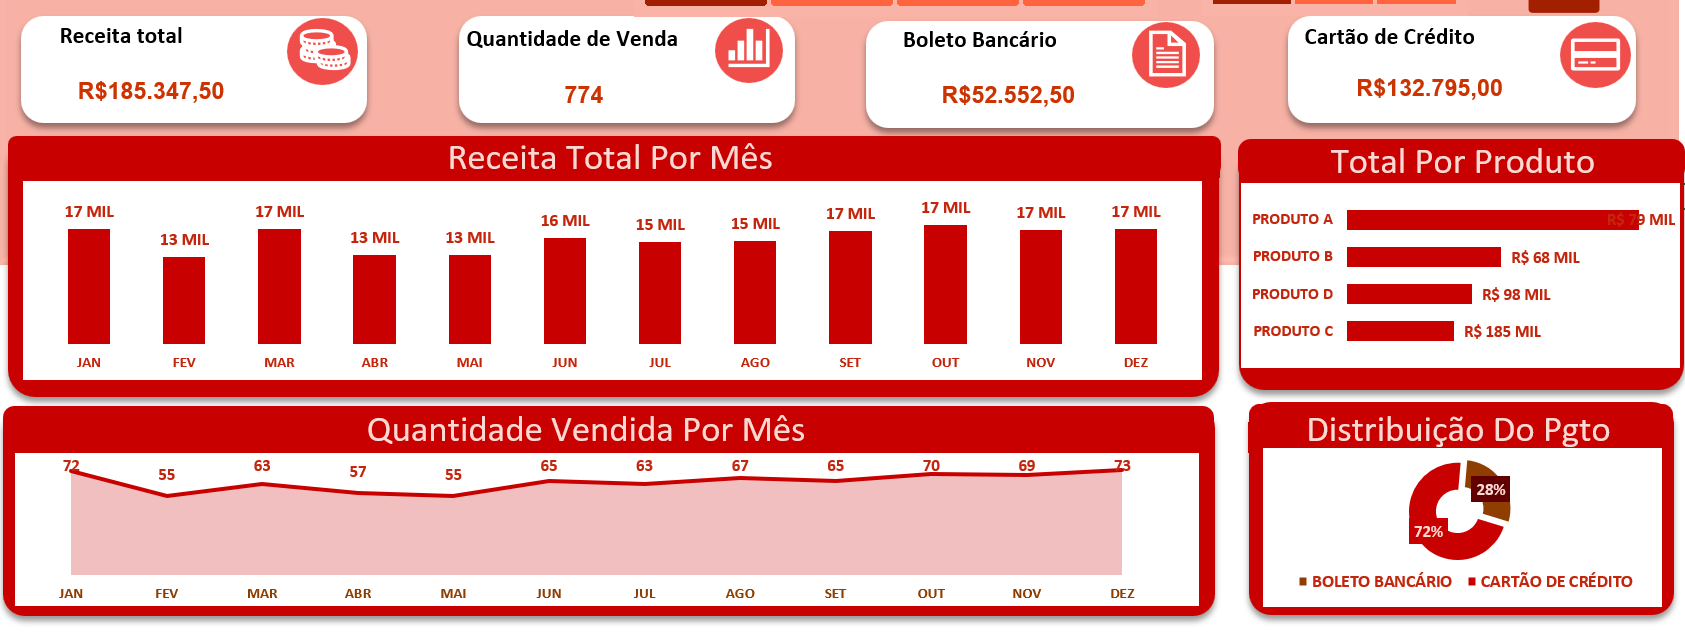 Receita total
R$185.347,50
Quantidade de Venda
774
Boleto Bancário
R$52.552,50
Cartão de Crédito
R$132.795,00
Receita Total Por Mês
17 MIL 13 MIL 17 MIL 13 MIL 13 MIL 16 MIL 15 MIL 15 MIL 17 MIL 17 MIL 17 MIL 17 MIL
JAN FEV MAR ABR MAI JUN JUL AGO SET OUT NOV DEZ
Total Por Produto
PRODUTO A R$ 79 MIL
PRODUTO B R$ 68 MIL
PRODUTO D R$ 98 MIL
PRODUTO C R$ 185 MIL
Quantidade Vendida Por Mês
72 55 63 57 55 65 63 67 65 70 69 73
JAN FEV MAR ABR MAI JUN JUL AGO SET OUT NOV DEZ
Distribuição Do Pgto
28%
72%
BOLETO BANCÁRIO CARTÃO DE CRÉDITO